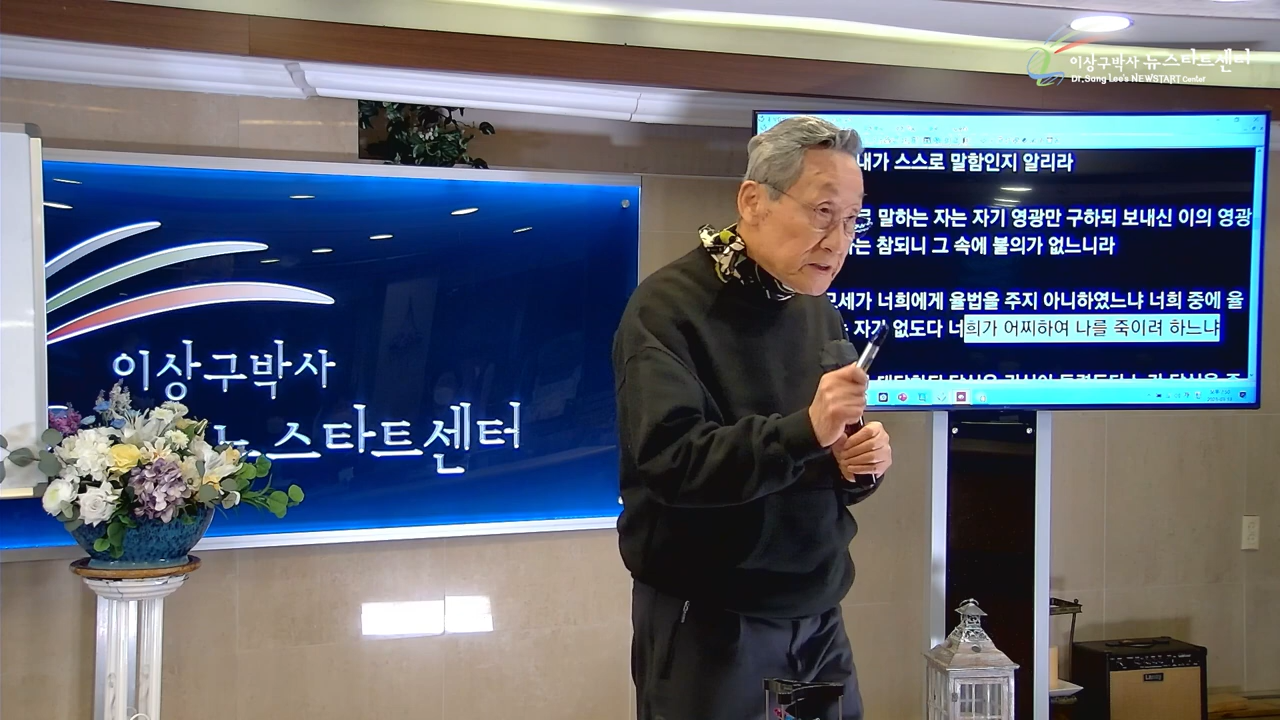 이상구박사 뉴스타트센터
Dr. Sang Lee's NEWSTART Center
내가 스스로 말함인지 알리라
말하는 자는 자기 영광만 구하되 보내신 이의 영광
는 참되니 그 속에 불의가 없느니라
모세가 너희에게 율법을 주지 아니하였느냐 너희 중에 율
자가 없도다 너희가 어찌하여 나를 죽이려 하느냐
이상구박사
스타트센터
Laney